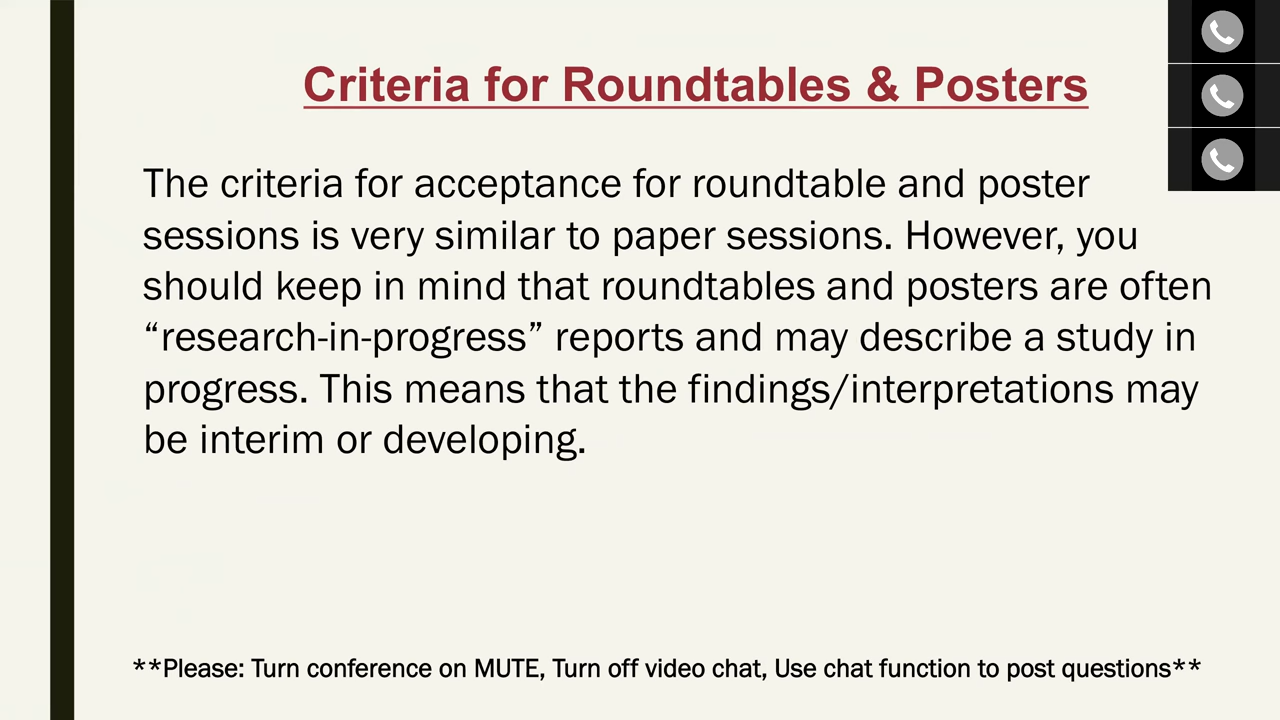 Criteria for Roundtables & Posters
The criteria for acceptance for roundtable and poster
sessions is very similar to paper sessions. However, you
should keep in mind that roundtables and posters are often
“research-in-progress” reports and may describe a study in
progress. This means that the findings/interpretations may
be interim or developing.
**Please: Turn conference on MUTE, Turn off video chat, Use chat function to post questions**